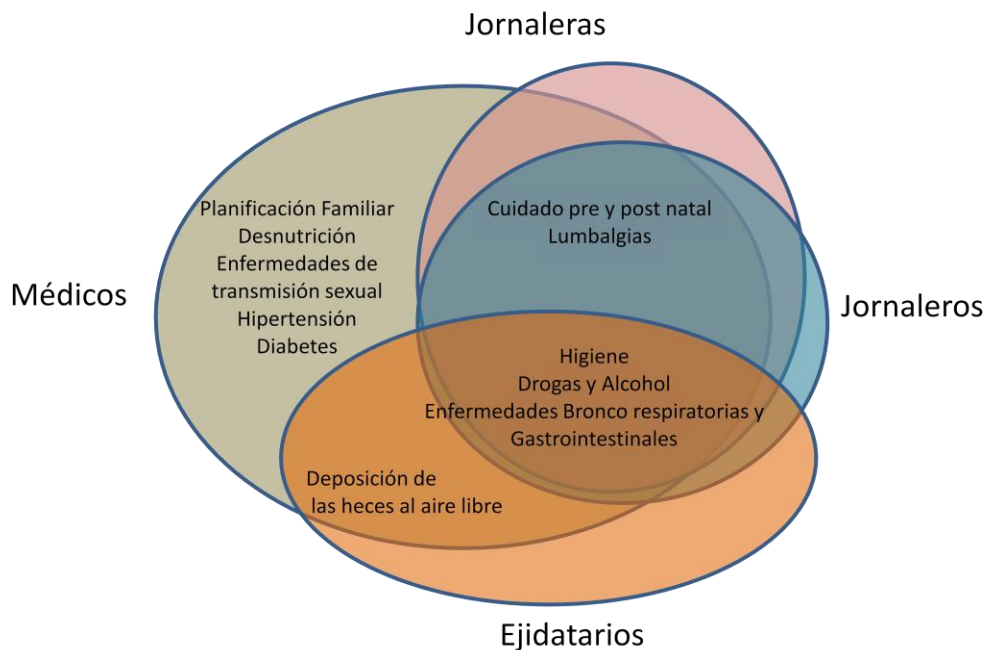 Jornaleras
Planificación Familiar
Desnutrición
Enfermedades de
transmisión sexual
Hipertensión
Diabetes
Cuidado pre y post natal
Lumbalgias
Médicos
Jornaleros
Higiene
Drogas y Alcohol
Enfermedades Bronco respiratorias y
Gastrointestinales
Deposición de
las heces al aire libre
Ejidatarios